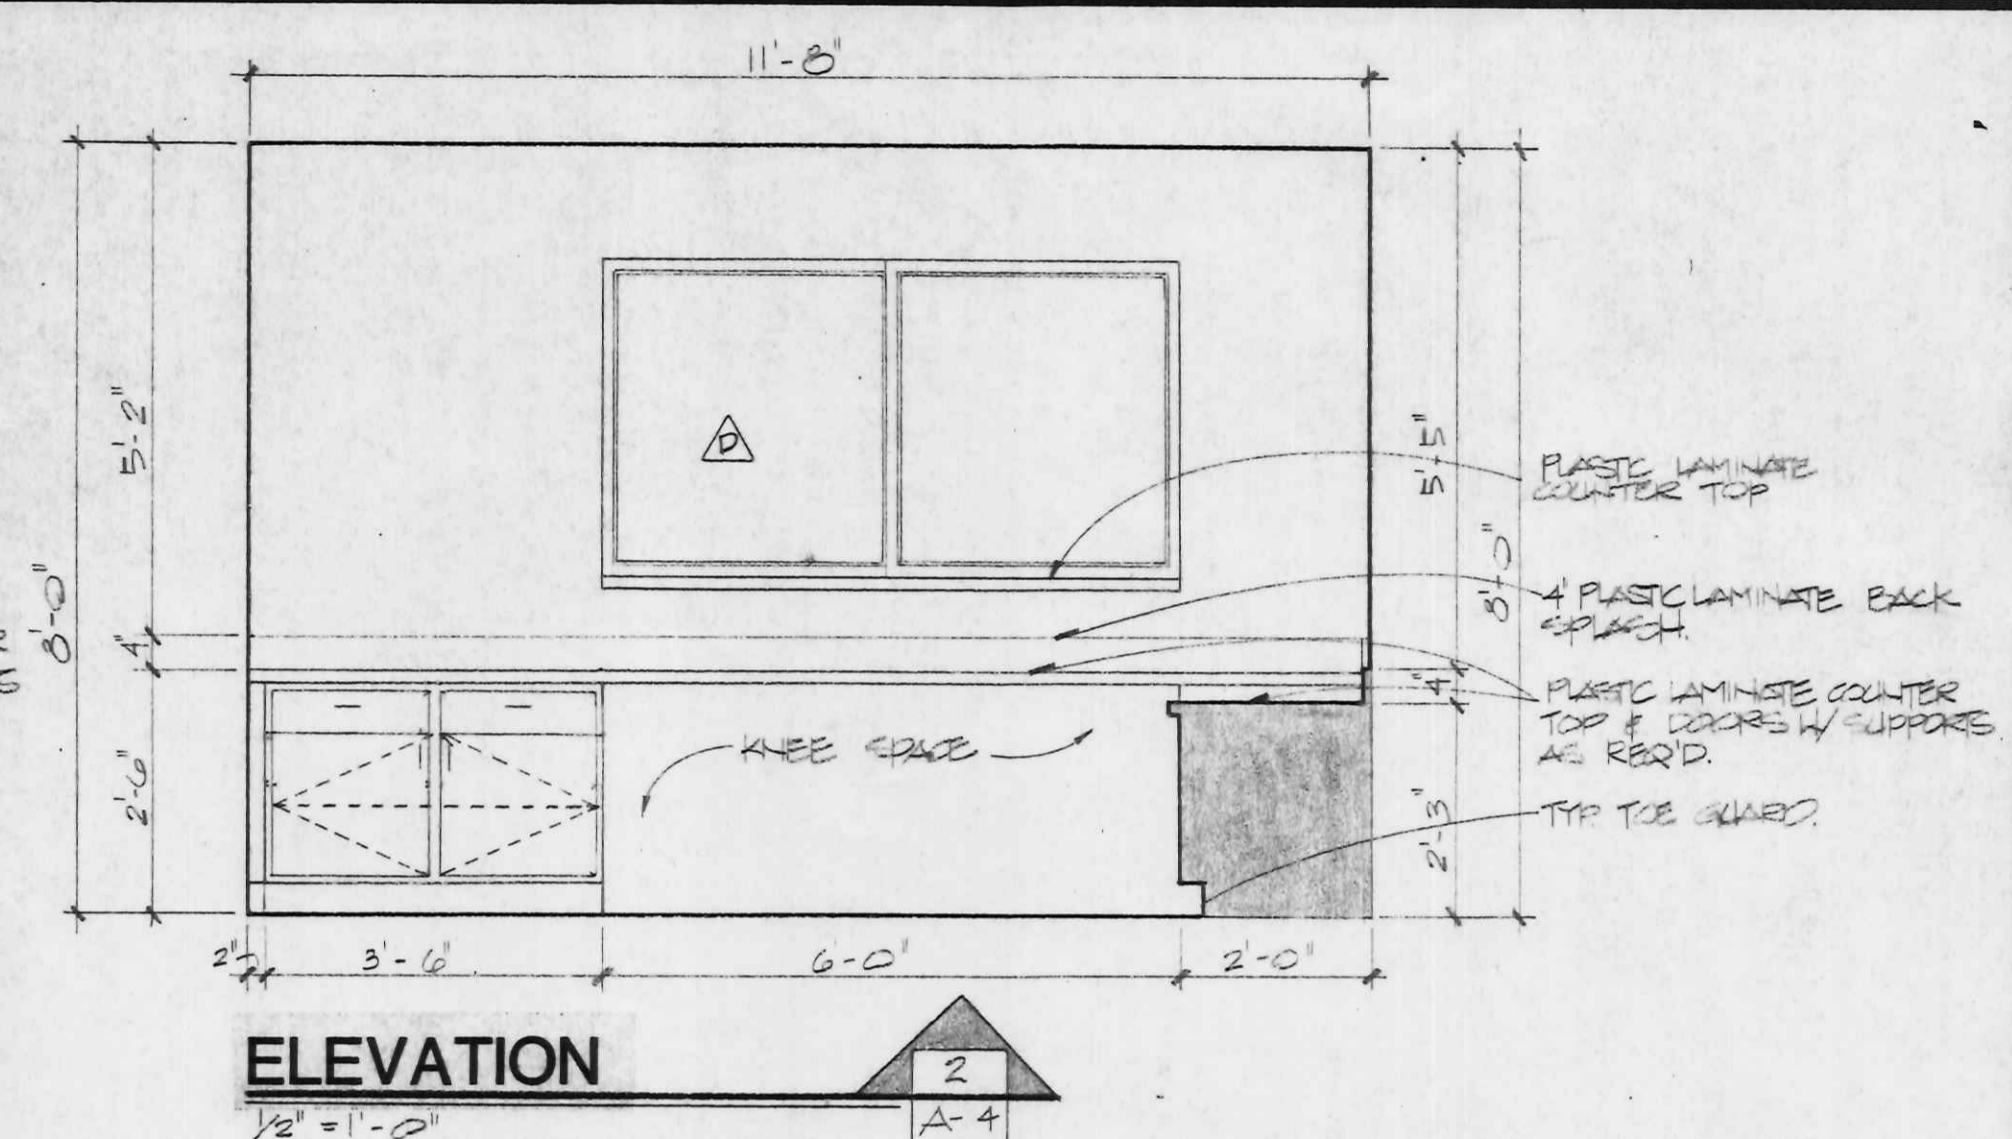 11'-8"
5'-2"
8'-0"
4"
2'-6"
D
5'-5"
8'-0"
4"
2'-3"
PLASTIC LAMINATE
COUNTER TOP
4" PLASTIC LAMINATE BACK
SPLASH.
PLASTIC LAMINATE COUNTER
TOP & DOORS W/ SUPPORTS
AS REQ'D.
KNEE SPACE
TYP. TOE GUARD.
2"
3'-6"
6'-0"
2'-0"
ELEVATION
1/2" = 1'-0"
2
A-4